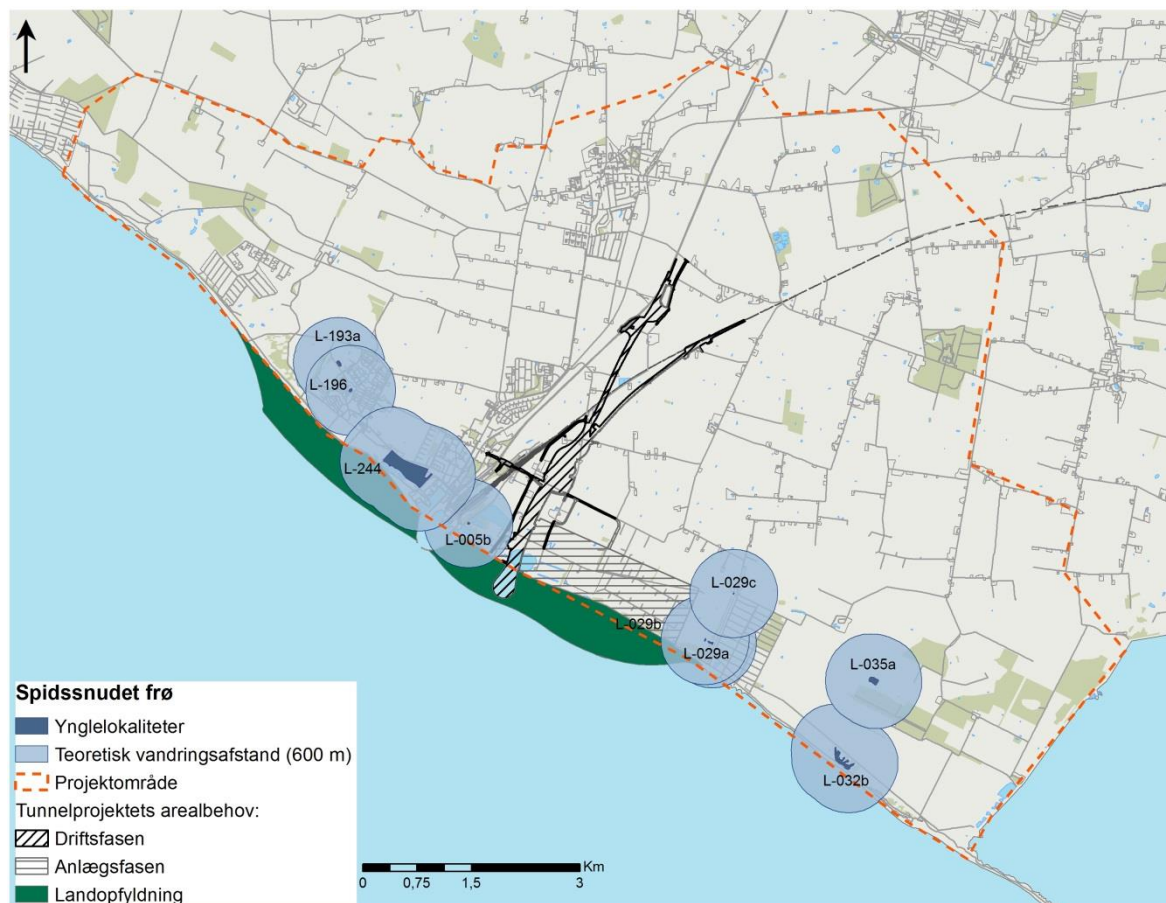 L-193a
L-196
L-244
L-005b
L-029c
L-029b
L-029a
L-035a
L-032b
Spidssnudet frø
Ynglelokaliteter
Teoretisk vandringsafstand (600 m)
Projektområde
Tunnelprojektets arealbehov:
Driftsfasen
Anlægsfasen
Landopfyldning
Km
0 0,75 1,5 3